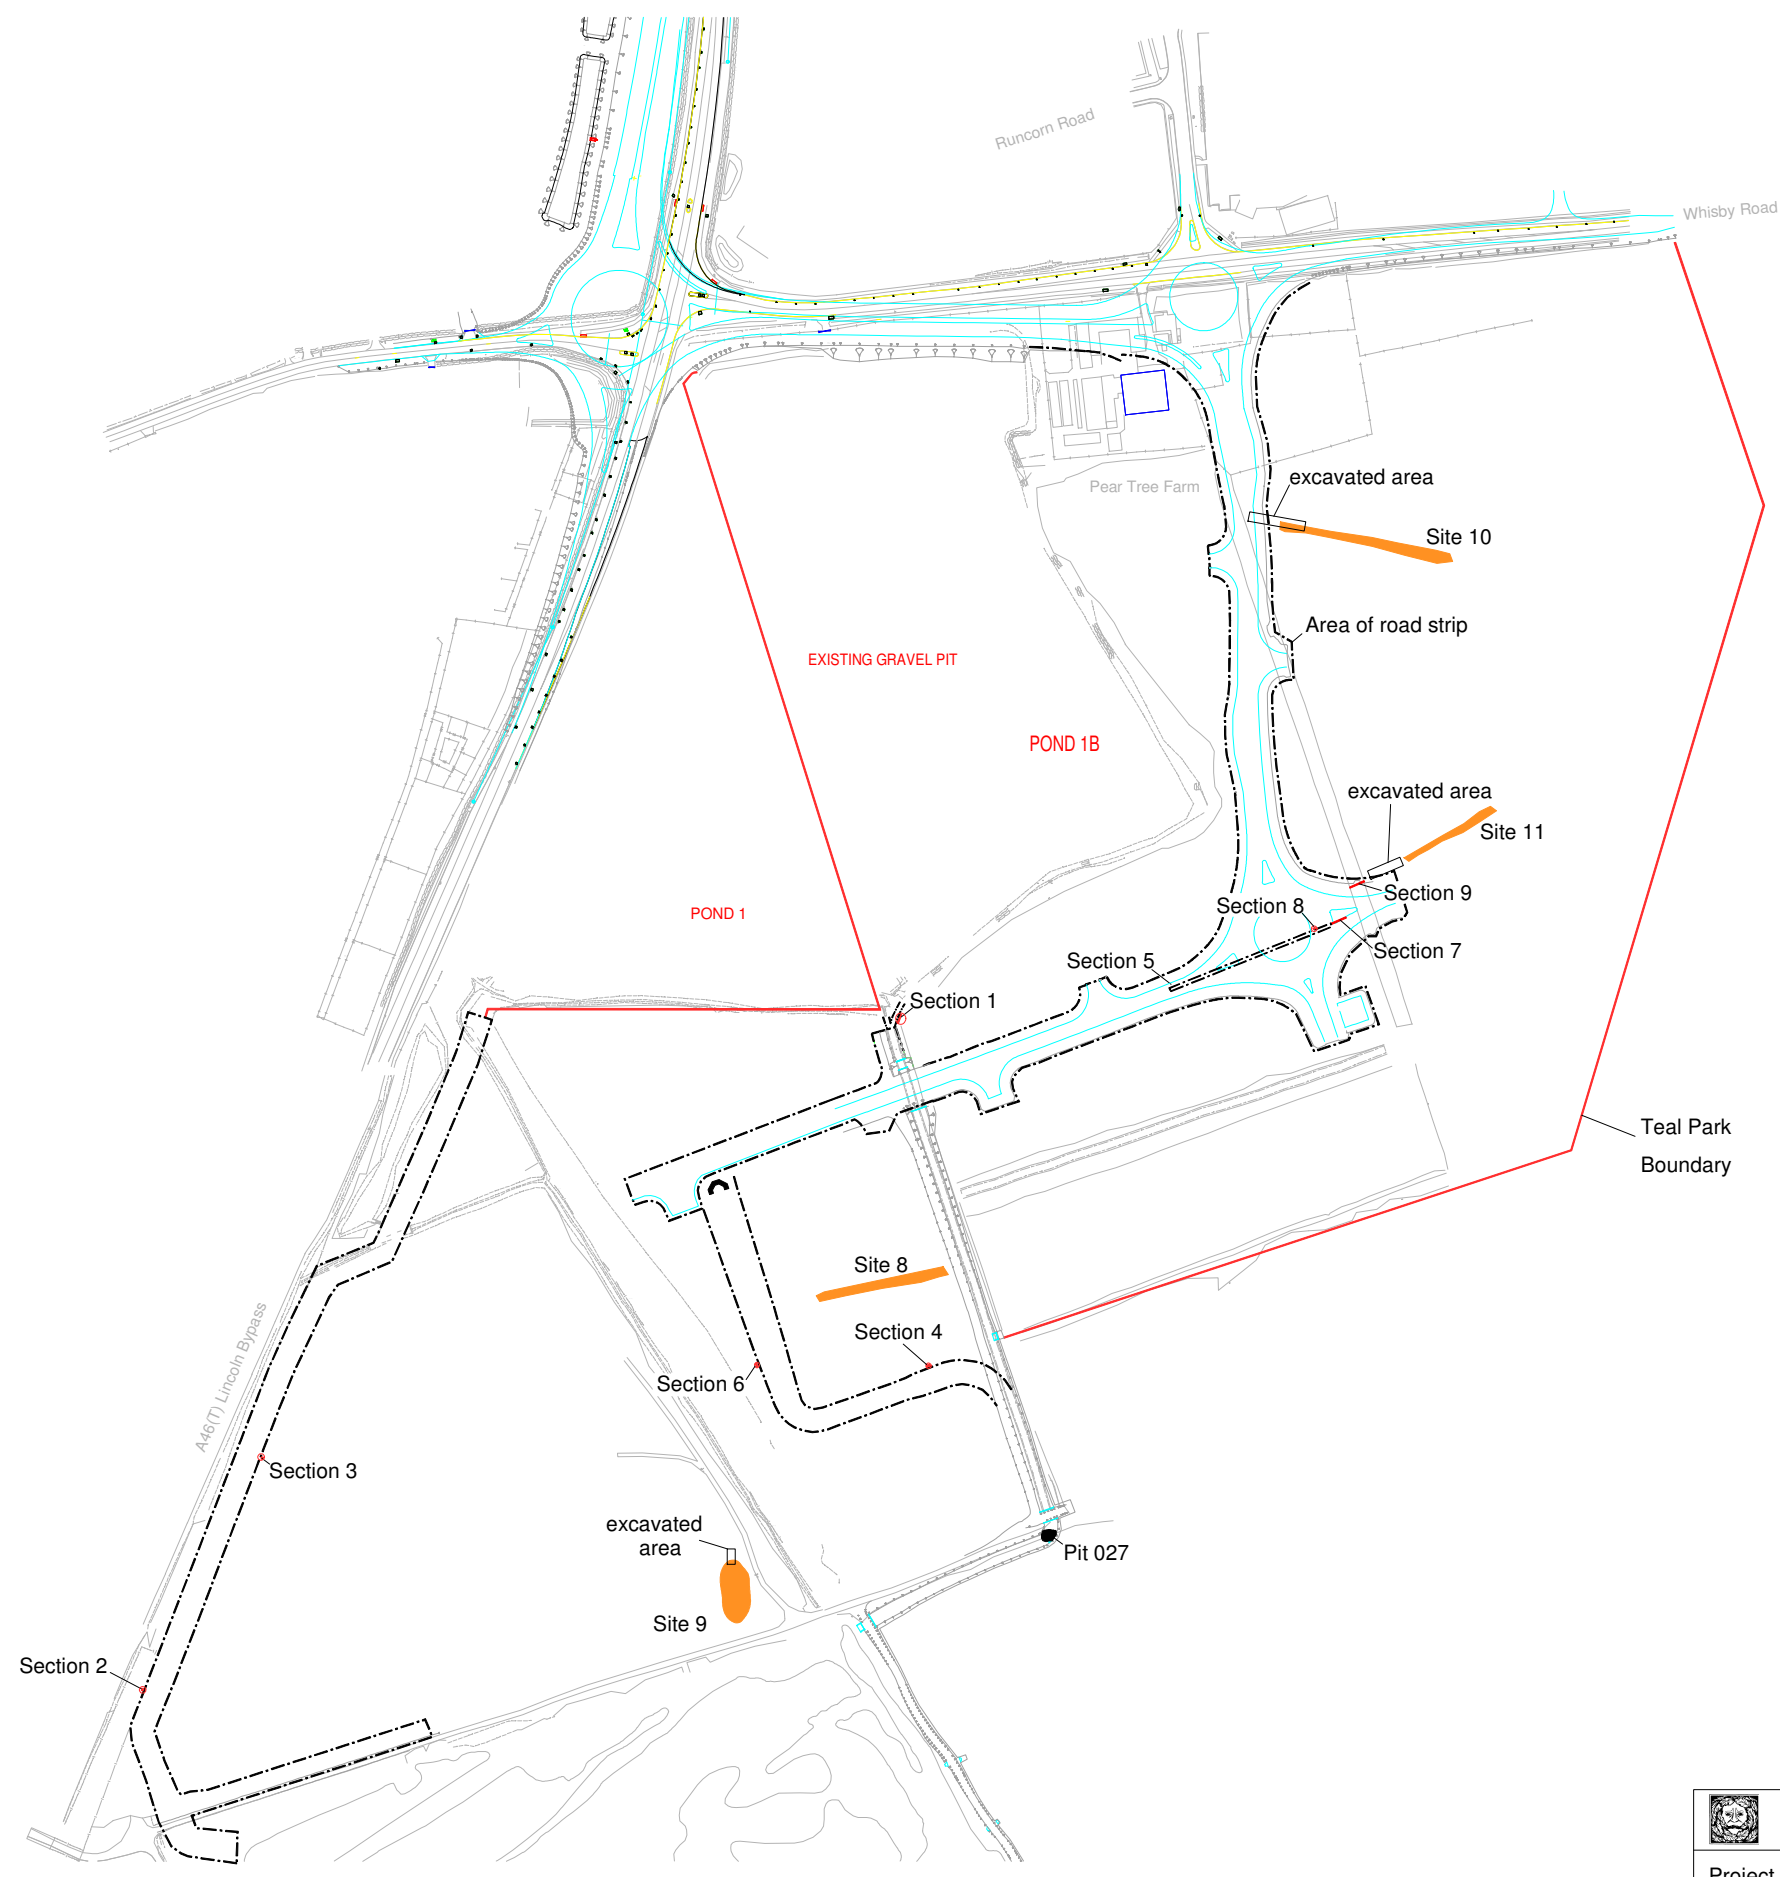 Runcorn Road
Whisby Road
excavated area
Pear Tree Farm
Site 10
Area of road strip
EXISTING GRAVEL PIT
POND 1B
excavated area
Site 11
Section 9
Section 8
POND 1
Section 7
Section 5
Section 1
Teal Park
Boundary
Site 8
Section 4
A46(T) Lincoln Bypass
Section 6
Section 3
excavated
area
Pit 027
Site 9
Section 2
Project